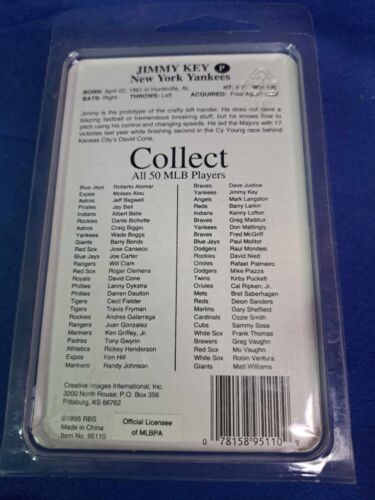 JIMMY KEY P
New York Yankees
BORN: April 22, 1961 in Huntsville, AL HT: 6'1"
BATS: Right THROWS: Left ACQUIRED: Free
Jimmy is the prototype of the crafty left hander. He does not have a
blazing fastball or tremendous breaking stuff, but he knows how to
pitch using his control and changing speeds. He led the Majors with 17
victories last year while finishing second in the Cy Young race behind
Kansas City's David Cone.
Collect
All 50 MLB Players
Blue Jays Roberto Alomar
Expos Moises Alou
Astros Jeff Bagwell
Pirates Jay Bell
Indians Albert Belle
Rockies Dante Bichette
Astros Craig Biggio
Yankees Wade Boggs
Giants Barry Bonds
Red Sox Jose Canseco
Blue Jays Joe Carter
Rangers Will Clark
Red Sox Roger Clemens
Royals David Cone
Phillies Lenny Dykstra
Phillies Darren Daulton
Tigers Cecil Fielder
Tigers Travis Fryman
Rockies Andres Galarraga
Rangers Juan Gonzalez
Mariners Ken Griffey, Jr.
Padres Tony Gwynn
Athletics Rickey Henderson
Expos Ken Hill
Mariners Randy Johnson
Braves Dave Justice
Yankees Jimmy Key
Angels Mark Langston
Reds Barry Larkin
Indians Kenny Lofton
Braves Greg Maddux
Yankees Don Mattingly
Braves Fred McGriff
Blue Jays Paul Molitor
Dodgers Raul Mondesi
Rockies David Nied
Orioles Rafael Palmeiro
Dodgers Mike Piazza
Twins Kirby Puckett
Orioles Cal Ripken, Jr.
Mets Bret Saberhagen
Reds Deion Sanders
Marlins Gary Sheffield
Cardinals Ozzie Smith
Cubs Sammy Sosa
White Sox Frank Thomas
Brewers Greg Vaughn
Red Sox Mo Vaughn
White Sox Robin Ventura
Giants Matt Williams
Creative Images International, Inc.
3200 North Rouse; P.O. Box 356
Pittsburg, KS 66762
©1995 RBS
Made in China
Item No. 95110
Official Licensee
of MLBPA
0 78158 95110 9